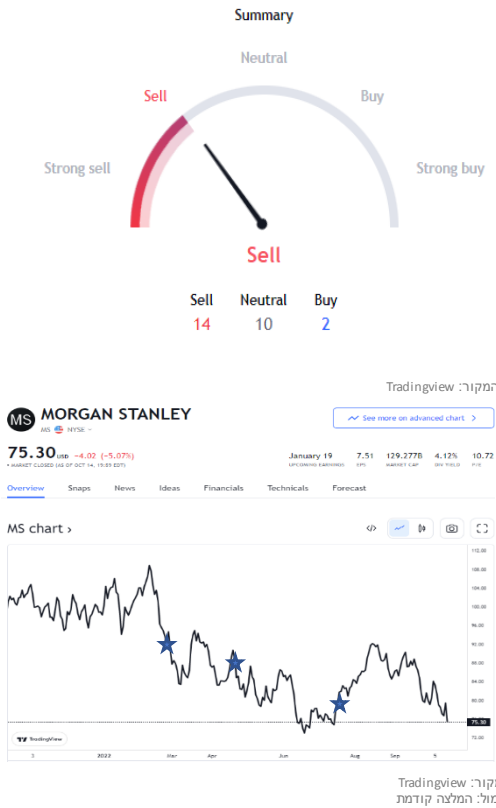 Summary
Neutral
Sell
Buy
Strong sell
Strong buy
Sell
Sell Neutral Buy
14 10 2
המקור: Tradingview
MS MORGAN STANLEY
MS NYSE
See more on advanced chart >
75.30 USD −4.02 (−5.07%)
January 19 7.51 129.277B 4.12% 10.72
• MARKET CLOSED (AS OF OCT 14, 19:59 EDT)
UPCOMING EARNINGS EPS MARKET CAP DIV YIELD P/E
Overview Snaps News Ideas Financials Technicals Forecast
MS chart ›
112.00
108.00
104.00
100.00
96.00
92.00
88.00
84.00
80.00
75.30
72.00
TradingView
2022 Mar Apr Jun Aug Sep
קור: Tradingview
מול: המלצה קודמת